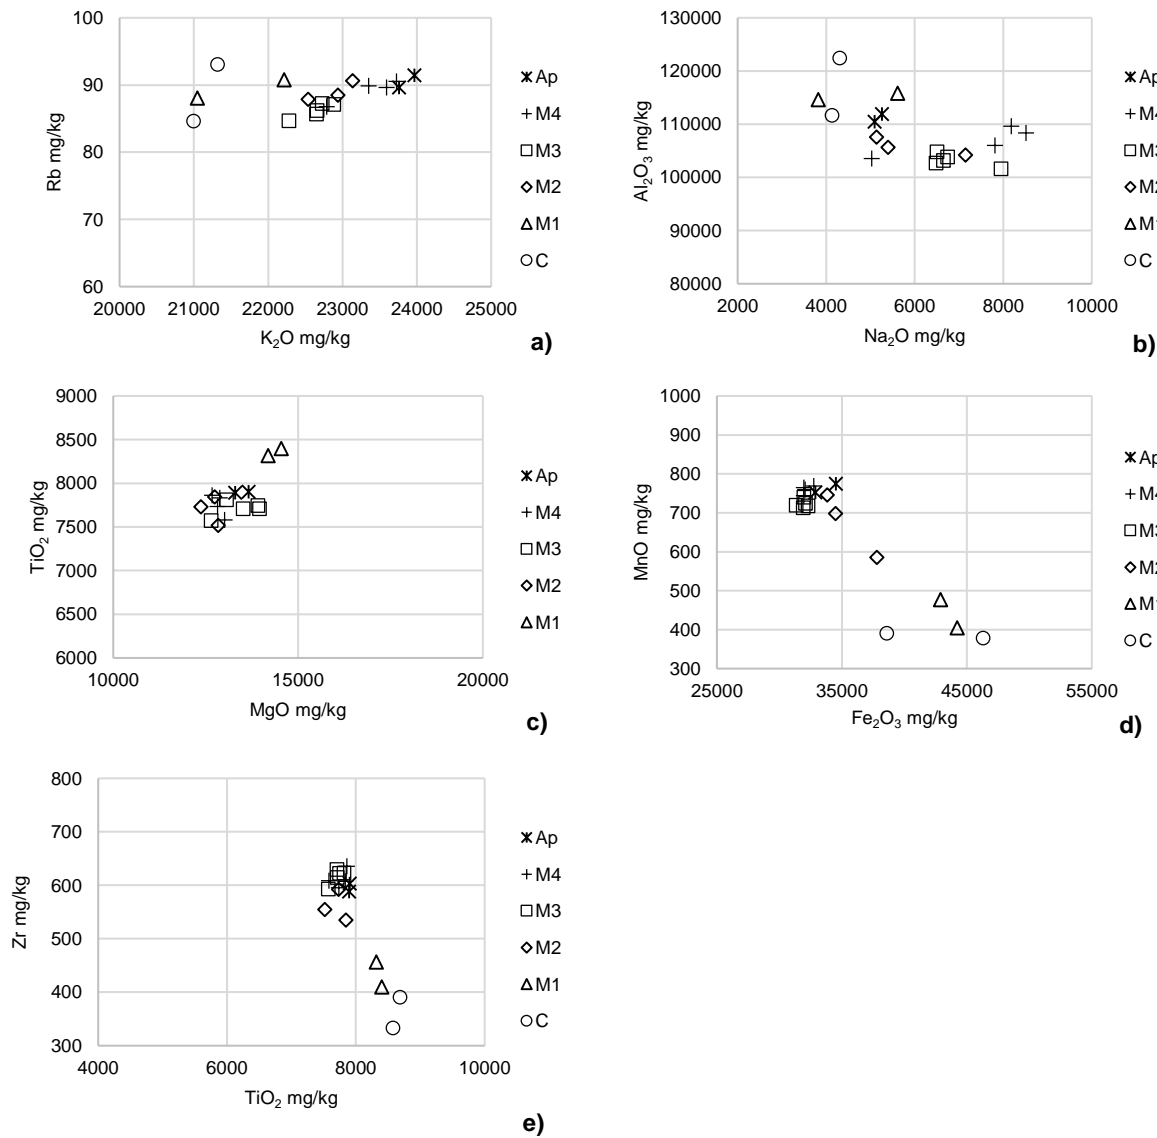 100
90
80
70
60
Rb mg/kg
20000 21000 22000 23000 24000 25000
K₂O mg/kg
Ap
M4
M3
M2
M1
C
a)
130000
120000
110000
100000
90000
80000
Al₂O₃ mg/kg
2000 4000 6000 8000 10000
Na₂O mg/kg
Ap
M4
M3
M2
M1
C
b)
9000
8500
8000
7500
7000
6500
6000
TiO₂ mg/kg
10000 15000 20000
MgO mg/kg
Ap
M4
M3
M2
M1
c)
1000
900
800
700
600
500
400
300
MnO mg/kg
25000 35000 45000 55000
Fe₂O₃ mg/kg
Ap
M4
M3
M2
M1
C
d)
800
700
600
500
400
300
Zr mg/kg
4000 6000 8000 10000
TiO₂ mg/kg
Ap
M4
M3
M2
M1
C
e)